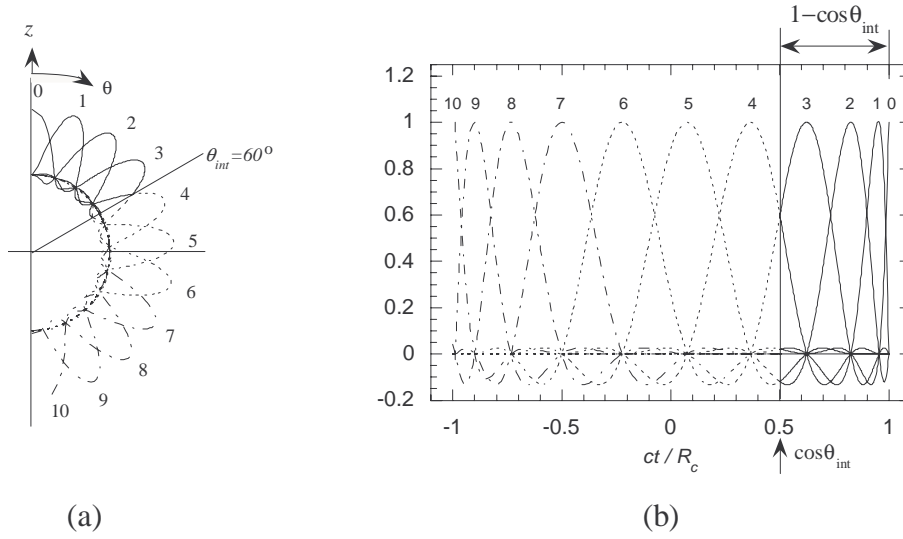 z
θ
0
1
2
3
θint=60o
4
5
6
7
8
9
10
(a)
1−cosθint
1.2
1
0.8
0.6
0.4
0.2
0
-0.2
10 9 8 7 6 5 4 3 2 1 0
-1 -0.5 0 0.5 1
ct / Rc
cosθint
(b)